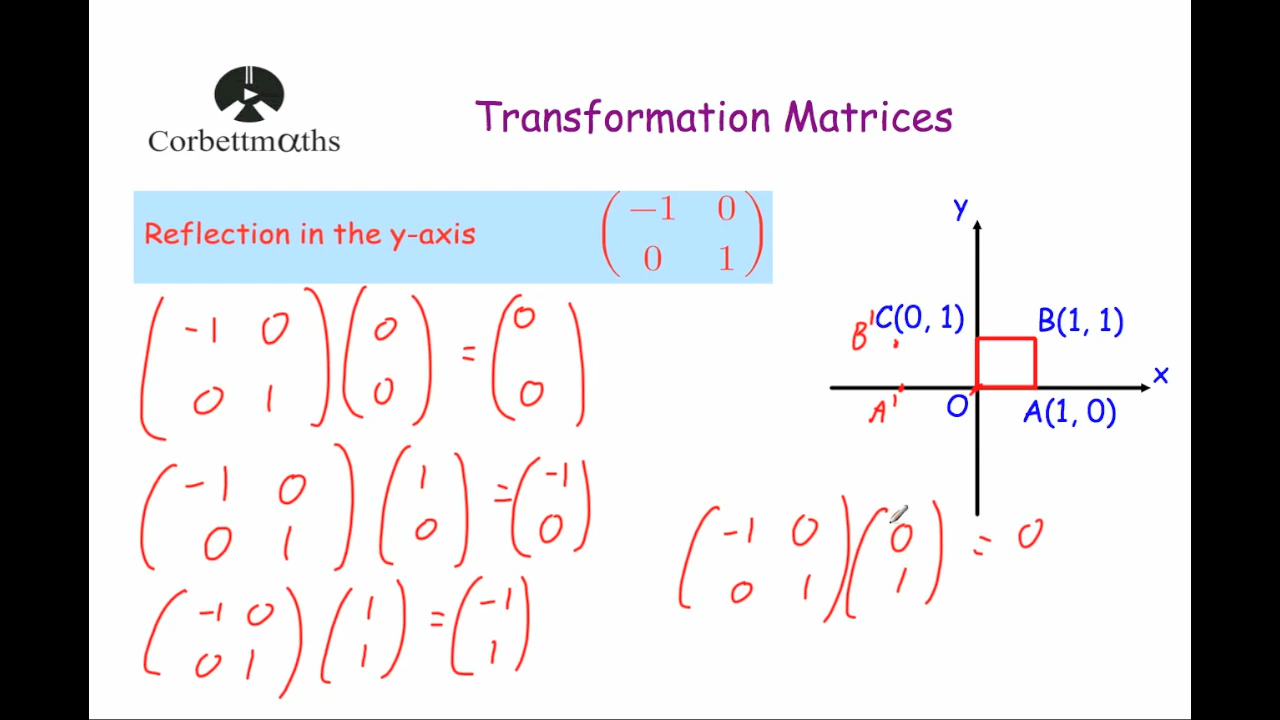 Corbettmαths
Transformation Matrices
Reflection in the y-axis
-1 0
0 1
-1 0 0 = 0
0 1 0 0
-1 0 1 = -1
0 1 0 0
-1 0 1 = -1
0 1 1 1
y
B' C(0, 1) B(1, 1)
x
A' O A(1, 0)
-1 0 0 = 0
0 1 1